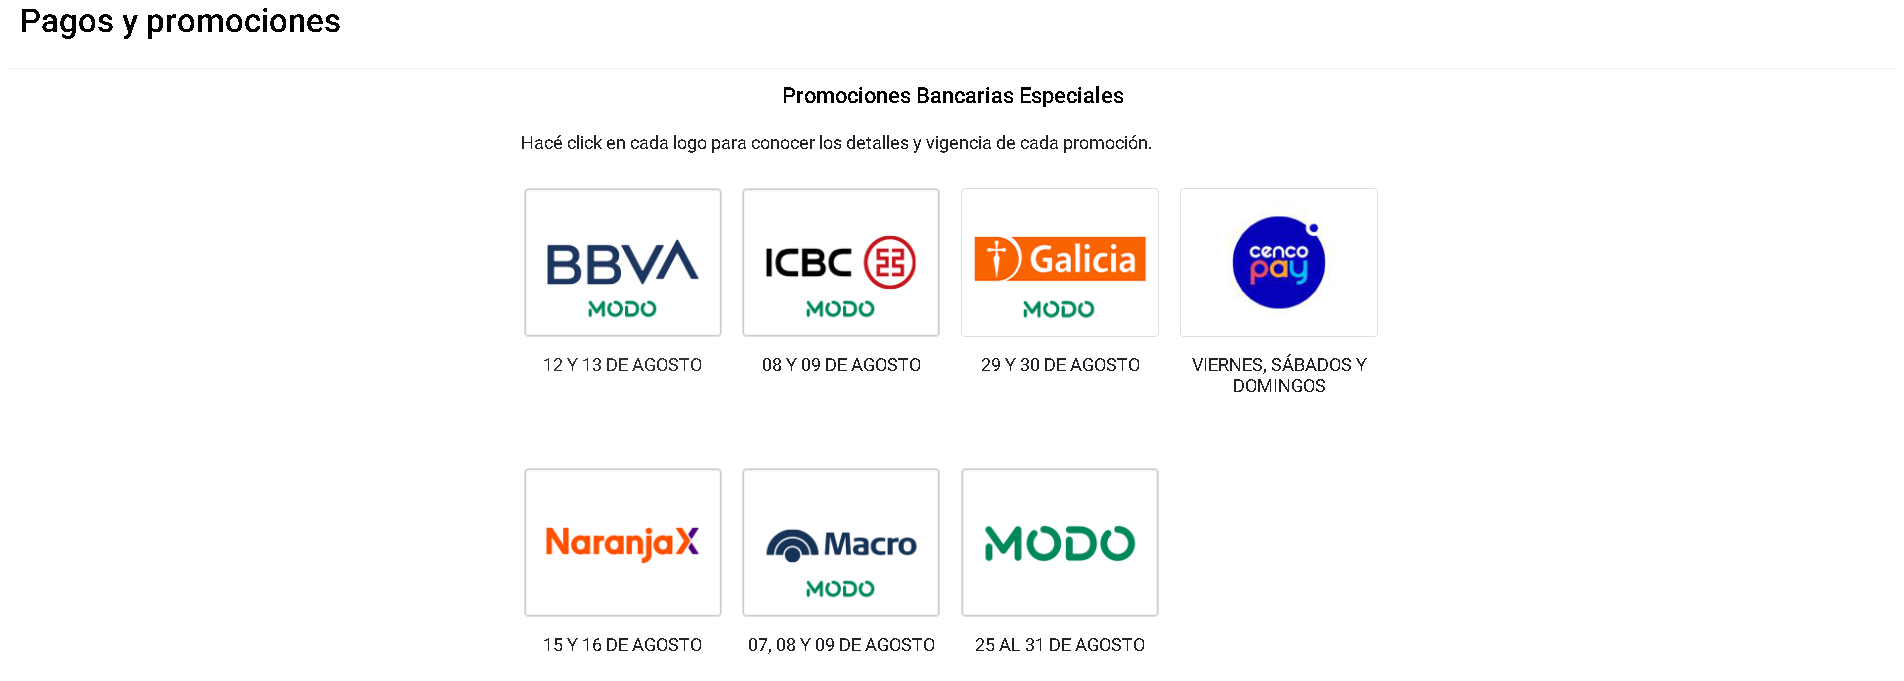 Pagos y promociones
Promociones Bancarias Especiales
Hacé click en cada logo para conocer los detalles y vigencia de cada promoción.
BBVA
MODO
12 Y 13 DE AGOSTO
ICBC
MODO
08 Y 09 DE AGOSTO
Galicia
MODO
29 Y 30 DE AGOSTO
cenco
pay
VIERNES, SÁBADOS Y
DOMINGOS
NaranjaX
15 Y 16 DE AGOSTO
Macro
MODO
07, 08 Y 09 DE AGOSTO
MODO
25 AL 31 DE AGOSTO